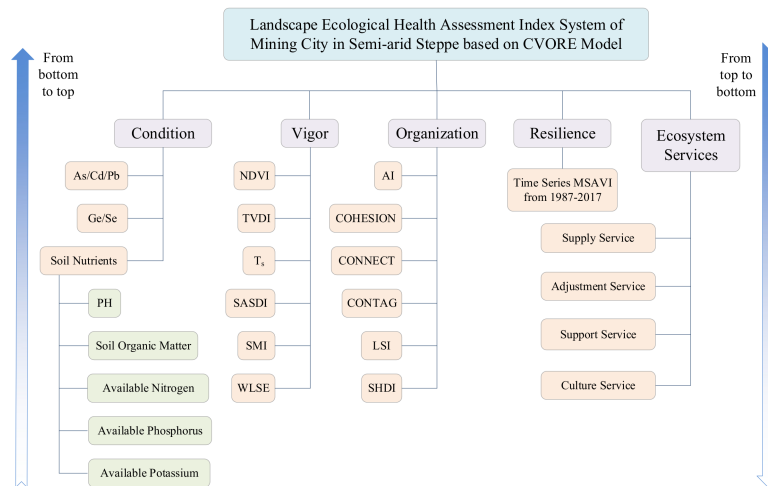 Landscape Ecological Health Assessment Index System of
Mining City in Semi-arid Steppe based on CVORE Model
From
bottom
to top
From
top to
bottom
Condition
Vigor
Organization
Resilience
Ecosystem
Services
As/Cd/Pb
Ge/Se
Soil Nutrients
PH
Soil Organic Matter
Available Nitrogen
Available Phosphorus
Available Potassium
NDVI
TVDI
Ts
SASDI
SMI
WLSE
AI
COHESION
CONNECT
CONTAG
LSI
SHDI
Time Series MSAVI
from 1987-2017
Supply Service
Adjustment Service
Support Service
Culture Service